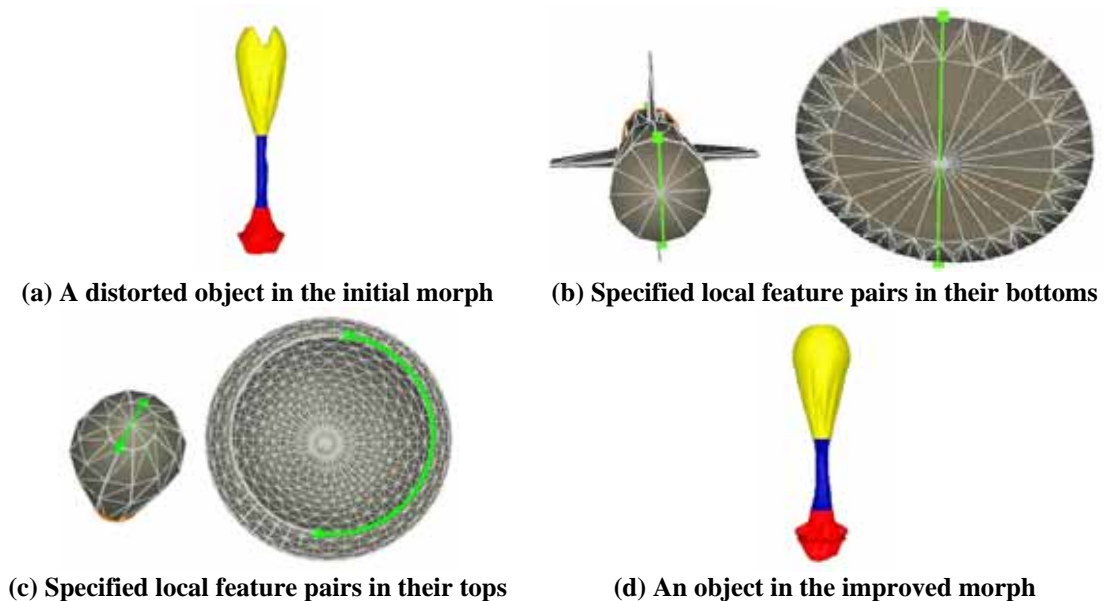 (a) A distorted object in the initial morph
(b) Specified local feature pairs in their bottoms
(c) Specified local feature pairs in their tops
(d) An object in the improved morph